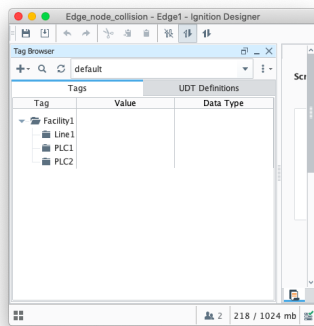 Edge_node_collision - Edge1 - Ignition Designer
Tag Browser
default
Tags UDT Definitions
Tag Value Data Type
Facility1
Line1
PLC1
PLC2
Scr
2 218 / 1024 mb